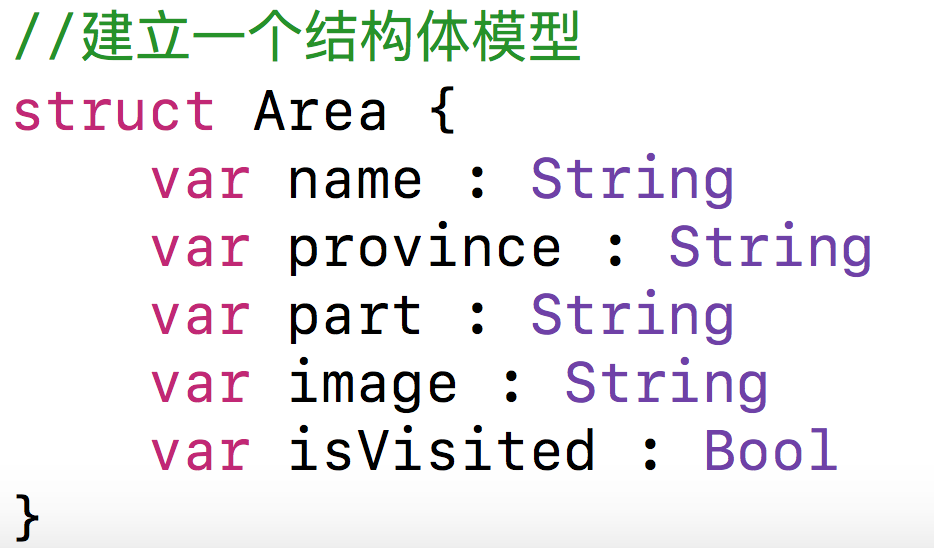 //建立一个结构体模型
struct Area {
    var name : String
    var province : String
    var part : String
    var image : String
    var isVisited : Bool
}